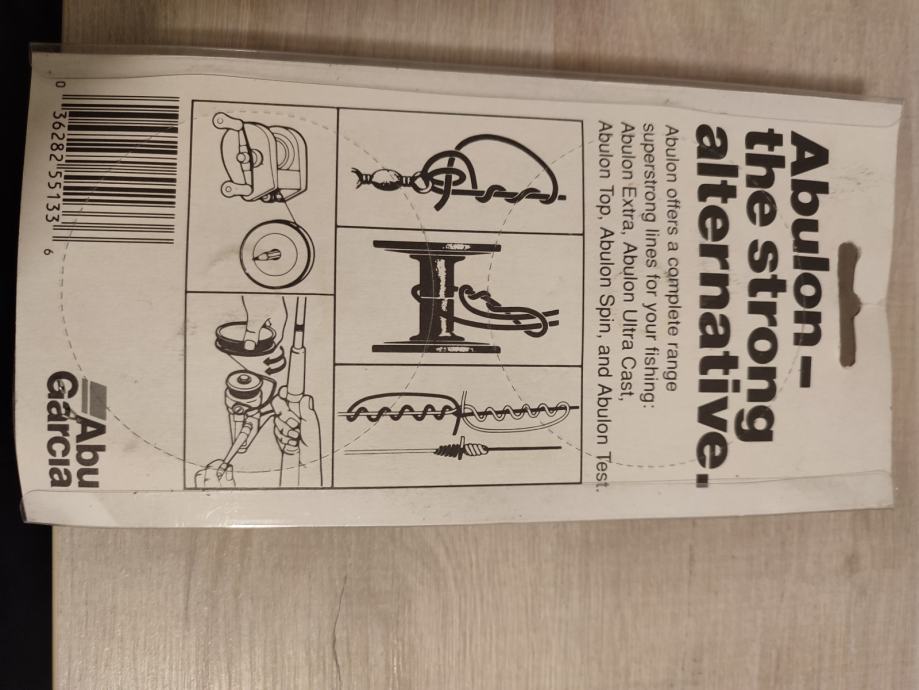 Abulon–
the strong
alternative.
Abulon offers a complete range
superstrong lines for your fishing:
Abulon Extra, Abulon Ultra Cast,
Abulon Top, Abulon Spin, and Abulon Test.
0 36282 55133 6
Abu
Garcia